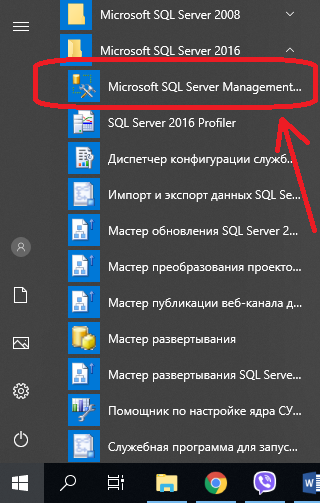 Microsoft SQL Server 2008
Microsoft SQL Server 2016
Microsoft SQL Server Management...
SQL Server 2016 Profiler
Диспетчер конфигурации служб...
Импорт и экспорт данных SQL Se...
Мастер обновления SQL Server 2...
Мастер преобразования проекто...
Мастер публикации веб-канала д...
Мастер развертывания
Мастер развертывания SQL Serve...
Помощник по настройке ядра СУ...
Служебная программа для запус...